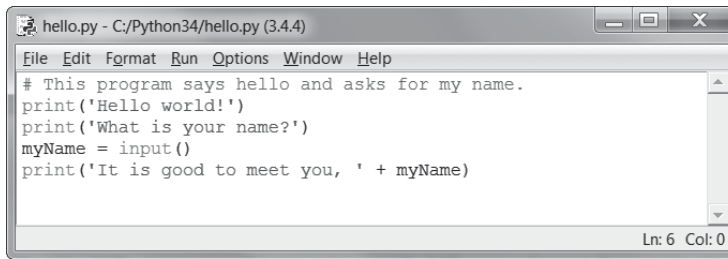 hello.py - C:/Python34/hello.py (3.4.4)
File Edit Format Run Options Window Help
# This program says hello and asks for my name.
print('Hello world!')
print('What is your name?')
myName = input()
print('It is good to meet you, ' + myName)
Ln: 6 Col: 0